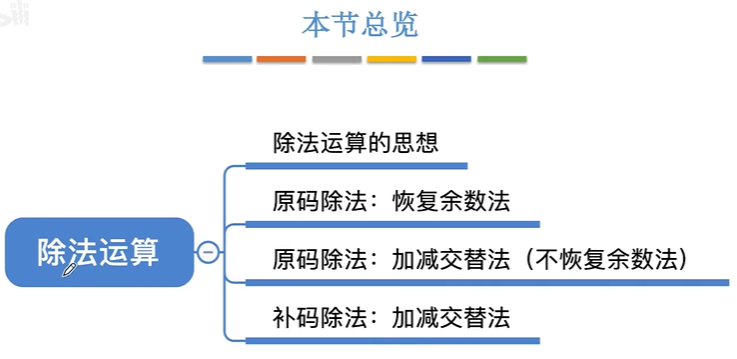 本节总览
除法运算的思想
原码除法：恢复余数法
除法运算
原码除法：加减交替法（不恢复余数法）
补码除法：加减交替法